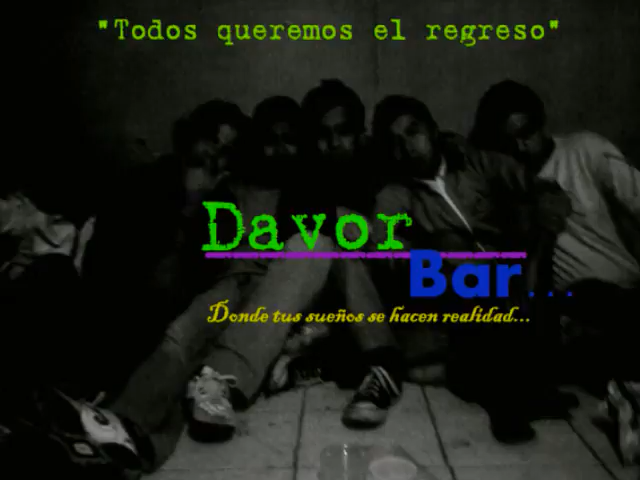 "Todos queremos el regreso"
Davor
Bar...
Donde tus sueños se hacen realidad...